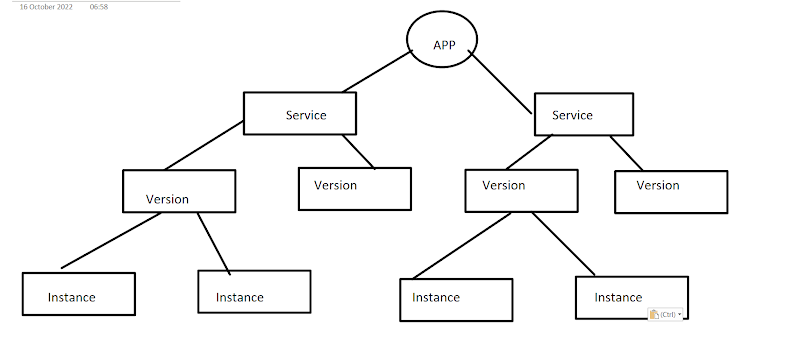 16 October 2022 06:58
APP
Service Service
Version Version Version Version
Instance Instance Instance Instance
(Ctrl)